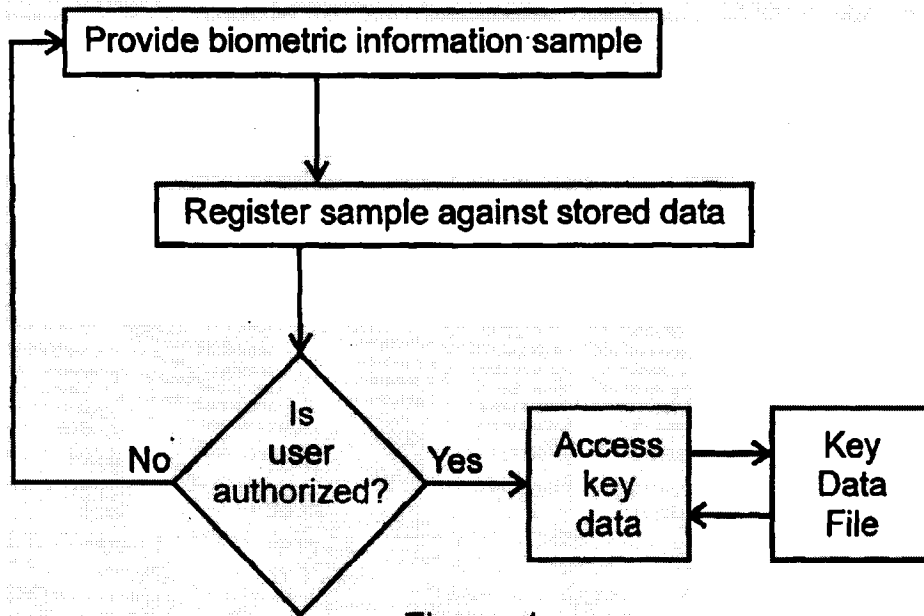 Provide biometric information sample
Register sample against stored data
Is
user
authorized?
No
Yes
Access
key
data
Key
Data
File